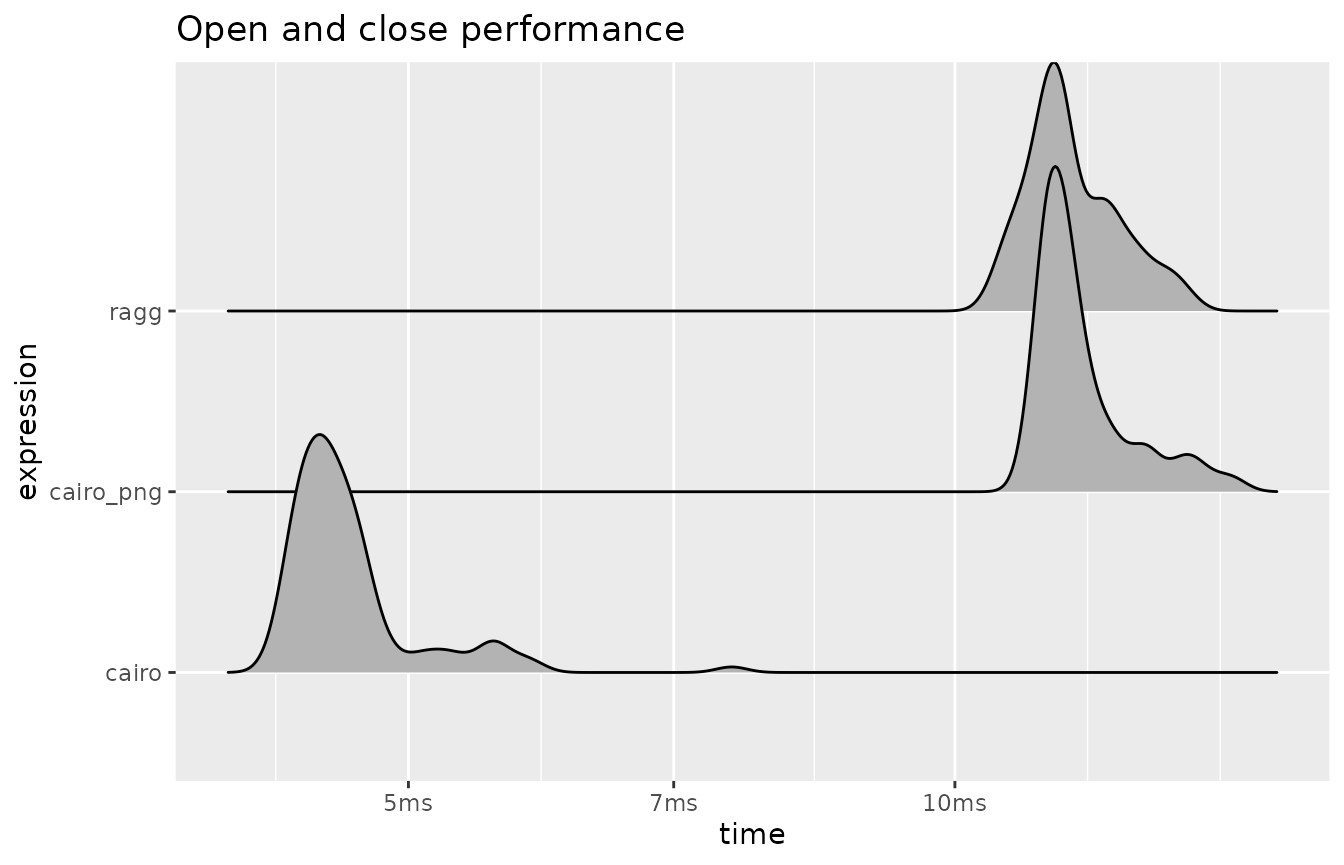 Open and close performance
ragg
cairo_png
cairo
expression
5ms
7ms
10ms
time